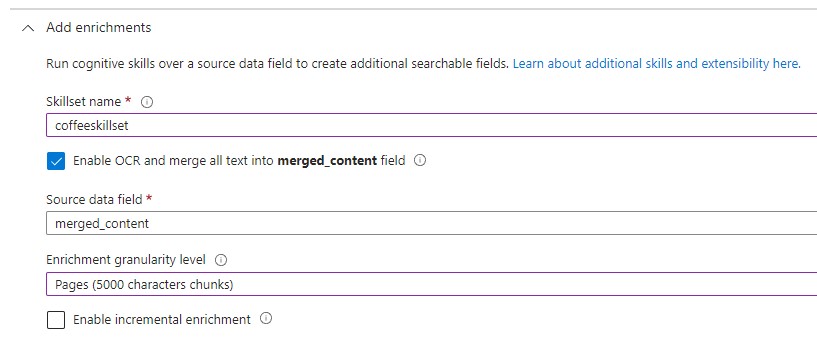 Add enrichments
Run cognitive skills over a source data field to create additional searchable fields. Learn about additional skills and extensibility here.
Skillset name *
coffeeskillset
Enable OCR and merge all text into merged_content field
Source data field *
merged_content
Enrichment granularity level
Pages (5000 characters chunks)
Enable incremental enrichment